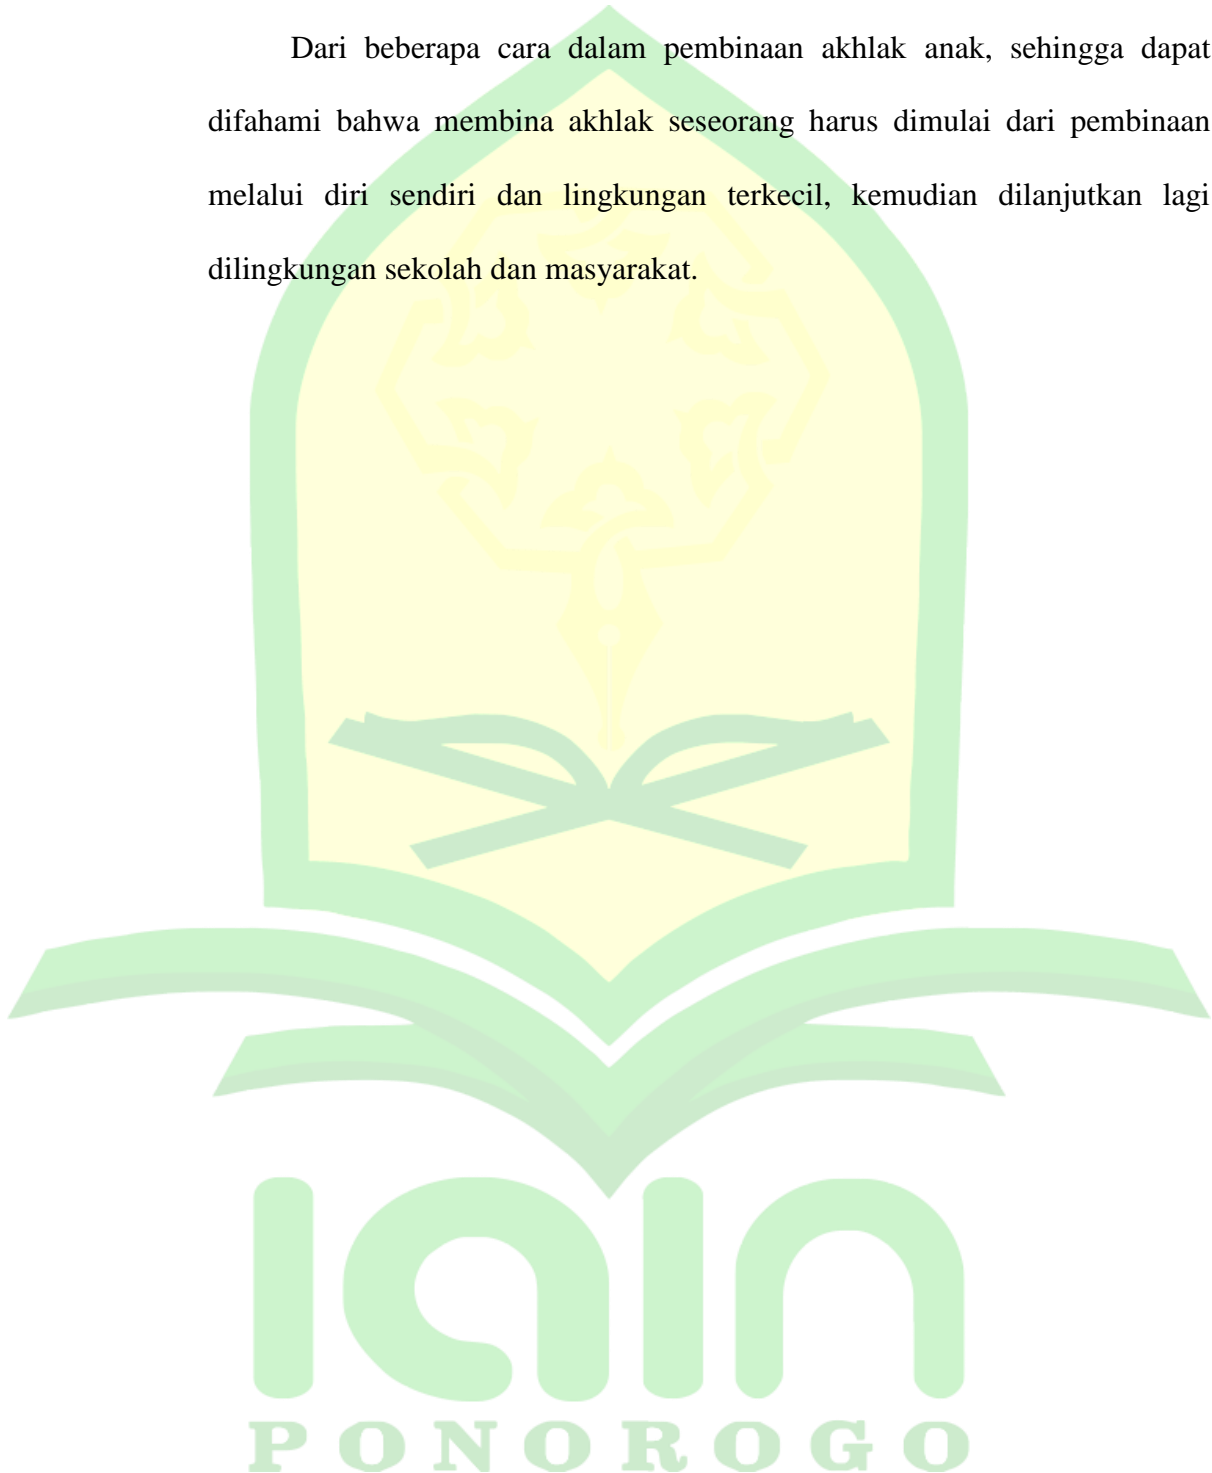 Dari beberapa cara dalam pembinaan akhlak anak, sehingga dapat
difahami bahwa membina akhlak seseorang harus dimulai dari pembinaan
melalui diri sendiri dan lingkungan terkecil, kemudian dilanjutkan lagi
dilingkungan sekolah dan masyarakat.
iain
PONOROGO